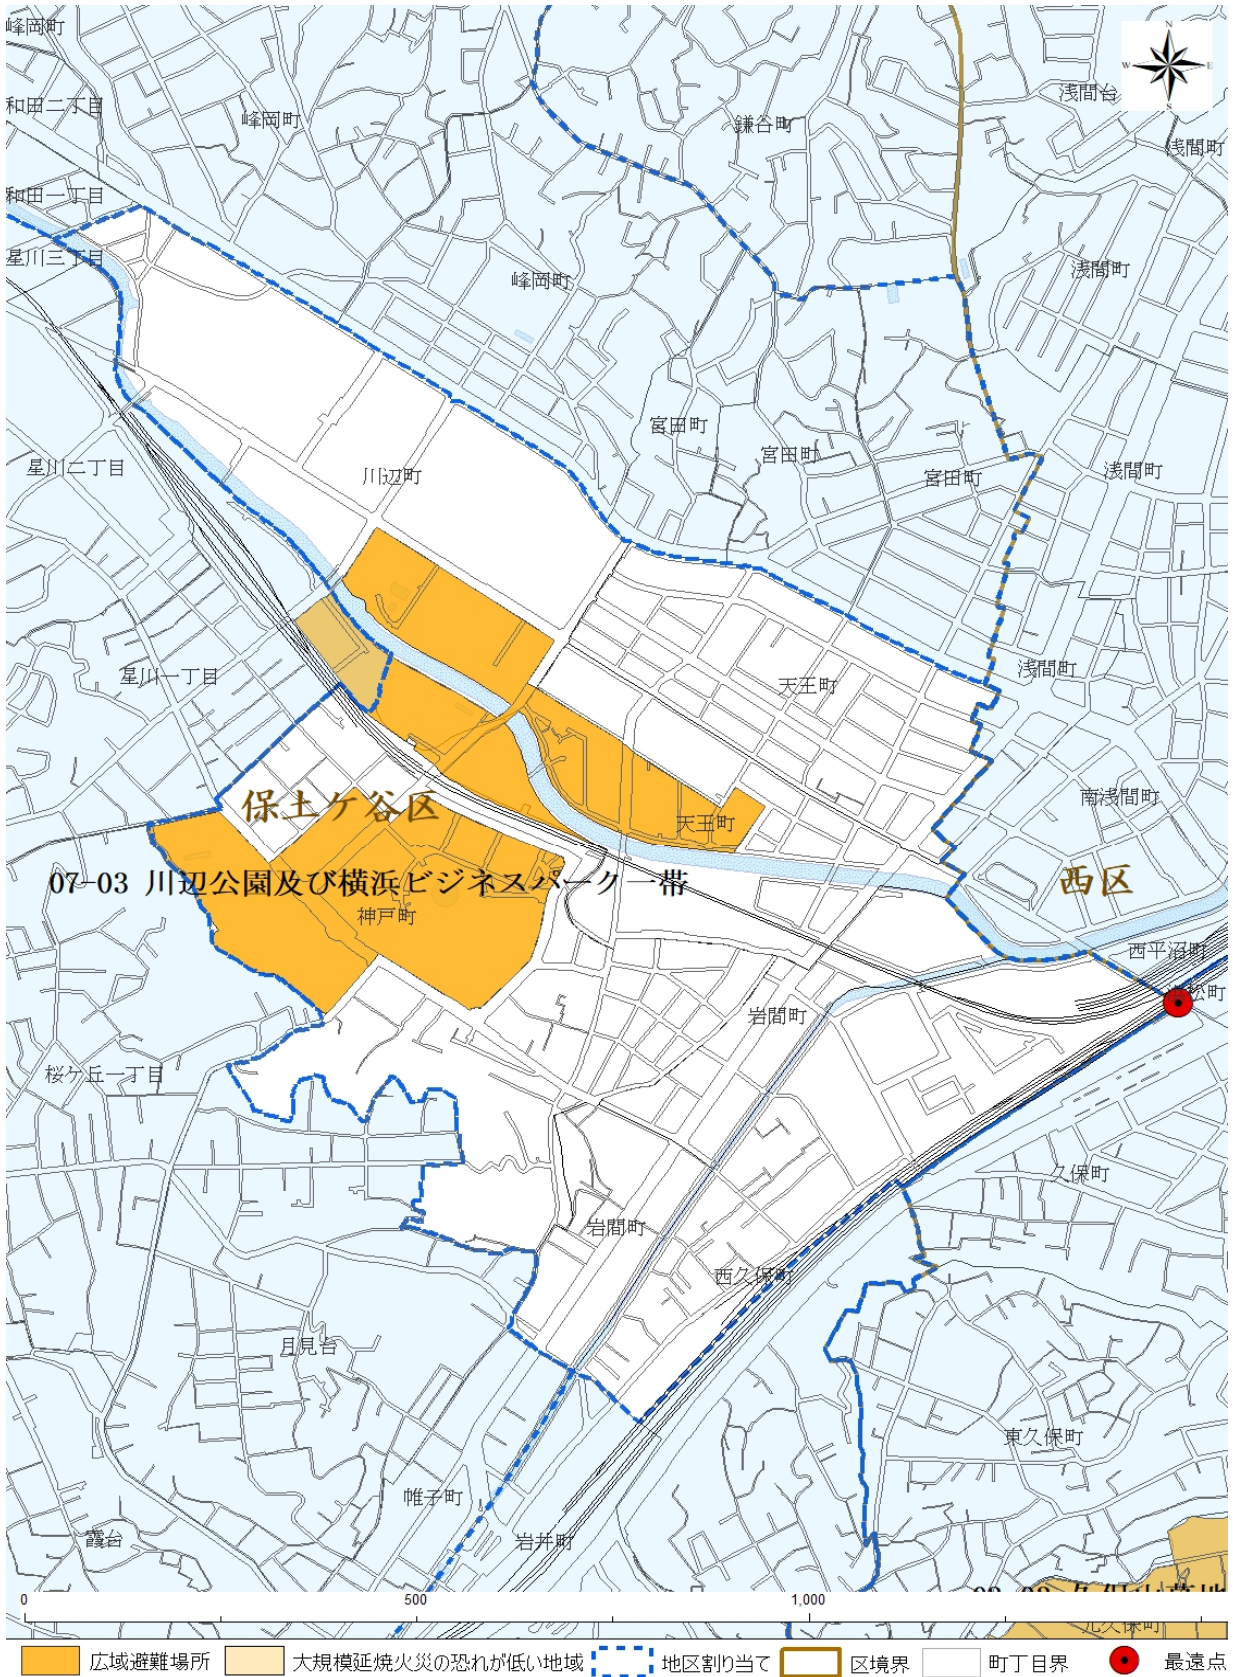 峰岡町
N
W
E
S
浅間台
和田二丁目
峰岡町
鎌谷町
浅間町
和田一丁目
星川三丁目
峰岡町
浅間町
宮田町
宮田町
星川二丁目
川辺町
宮田町
浅間町
星川一丁目
浅間町
天王町
保土ケ谷区
天王町
南浅間町
07-03 川辺公園及び横浜ビジネスパーク一帯
西区
神戸町
西平沼町
松町
岩間町
桜ケ丘一丁目
久保町
岩間町
西久保町
月見台
東久保町
帷子町
霞台
岩井町
0
500
1,000
元久保町
広域避難場所
大規模延焼火災の恐れが低い地域
地区割り当て
区境界
町丁目界
最遠点